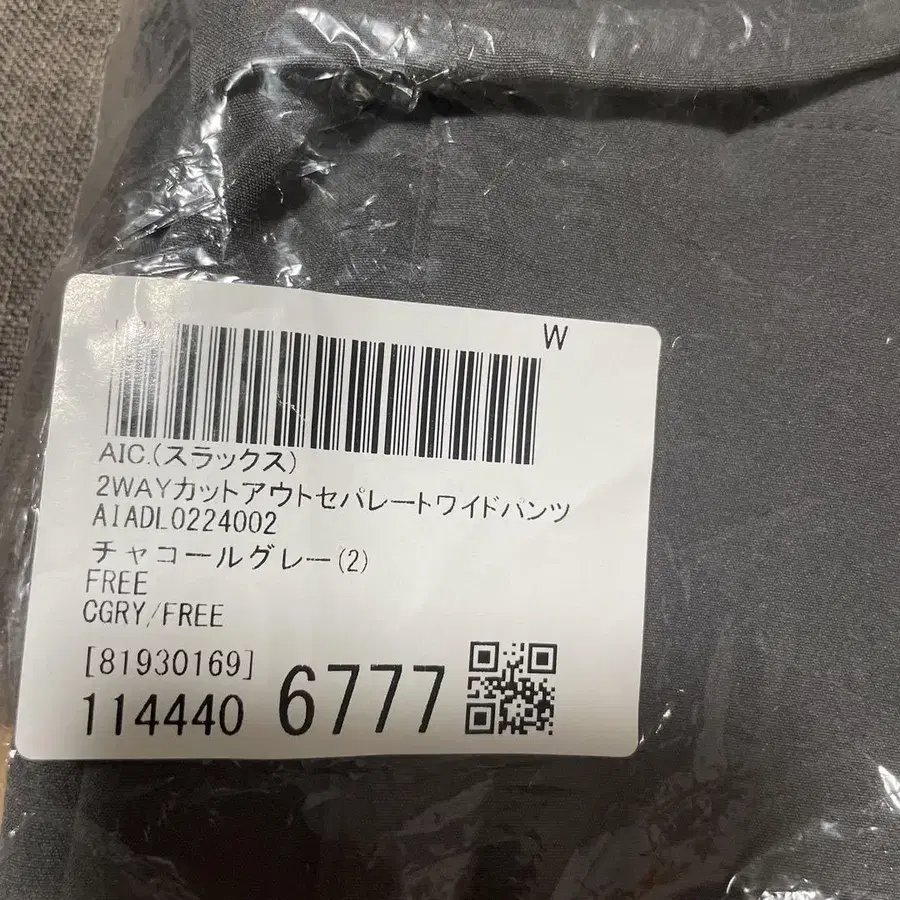 W
AIC.(スラックス)
2WAYカットアウトセパレートワイドパンツ
AIADL0224002
チャコールグレー(2)
FREE
CGRY/FREE
[81930169]
114440 6777